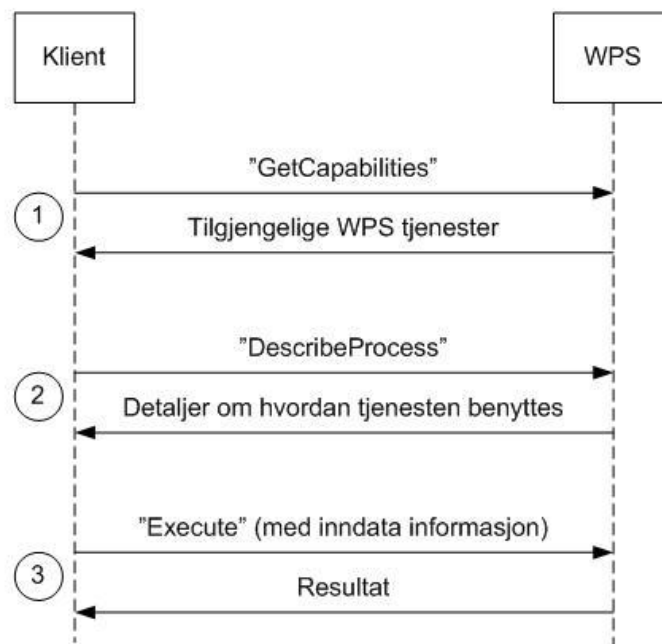 Klient
WPS
”GetCapabilities”
1
Tilgjengelige WPS tjenester
”DescribeProcess”
2
Detaljer om hvordan tjenesten benyttes
”Execute” (med inndata informasjon)
3
Resultat